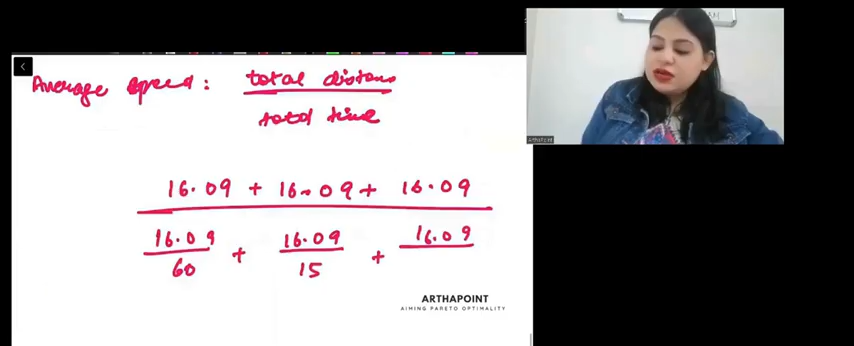 Average speed : total distanc
total time
16.09 + 16.09 + 16.09
16.09 + 16.09 + 16.09
60 15
ARTHAPOINT
AIMING PARETO OPTIMALITY